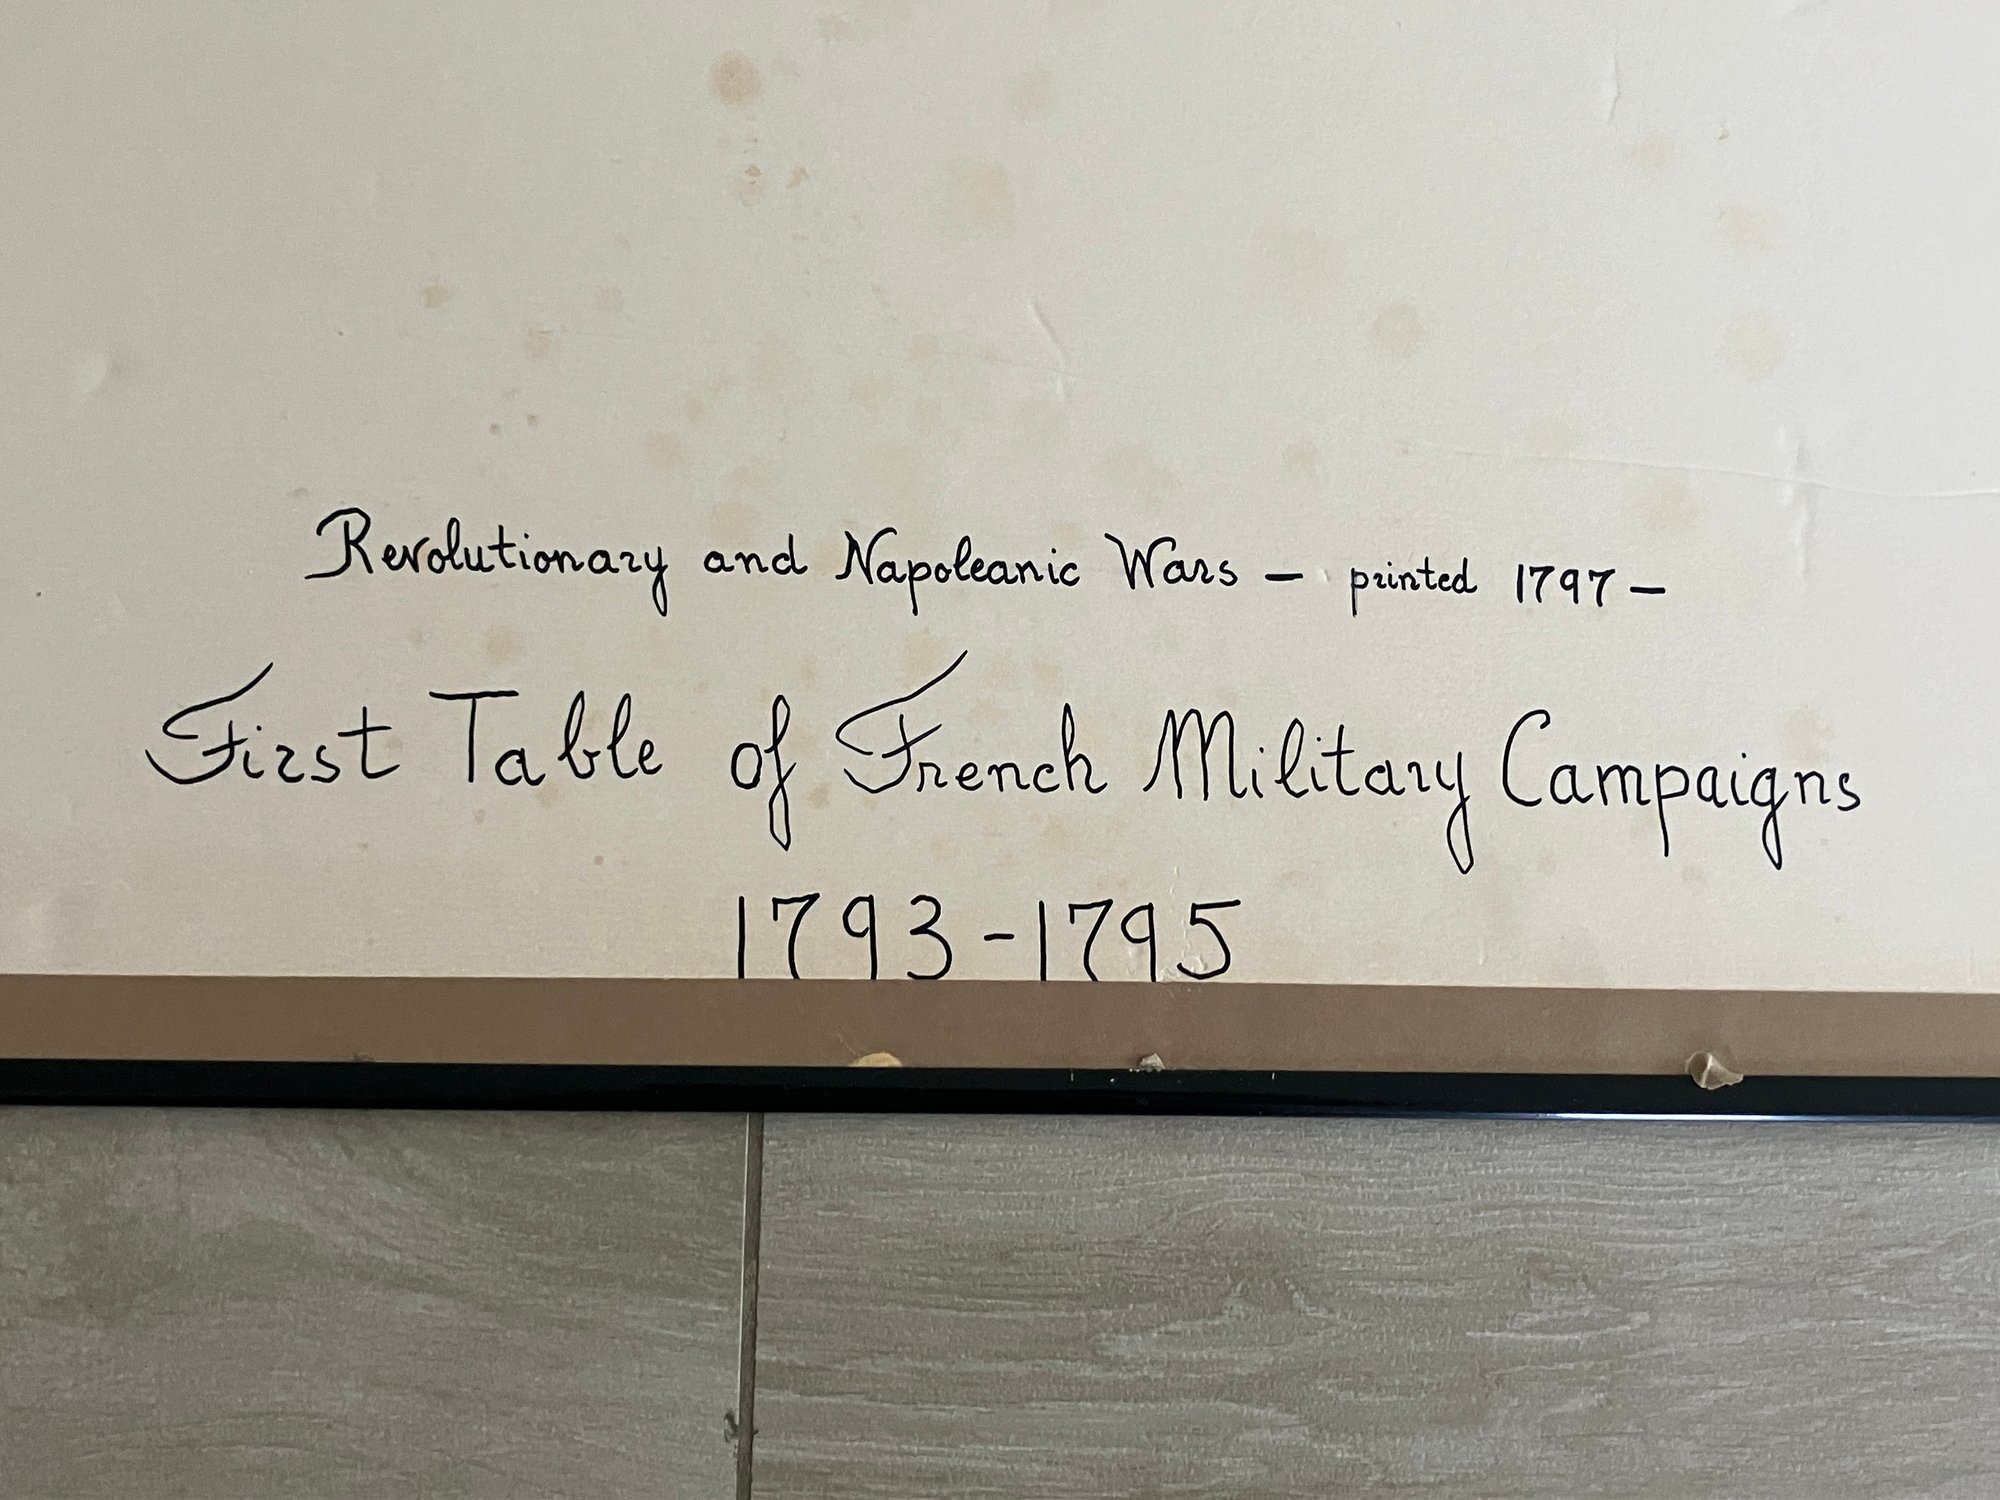 Revolutionary and Napoleanic Wars – printed 1797 –
First Table of French Military Campaigns
1793-1795